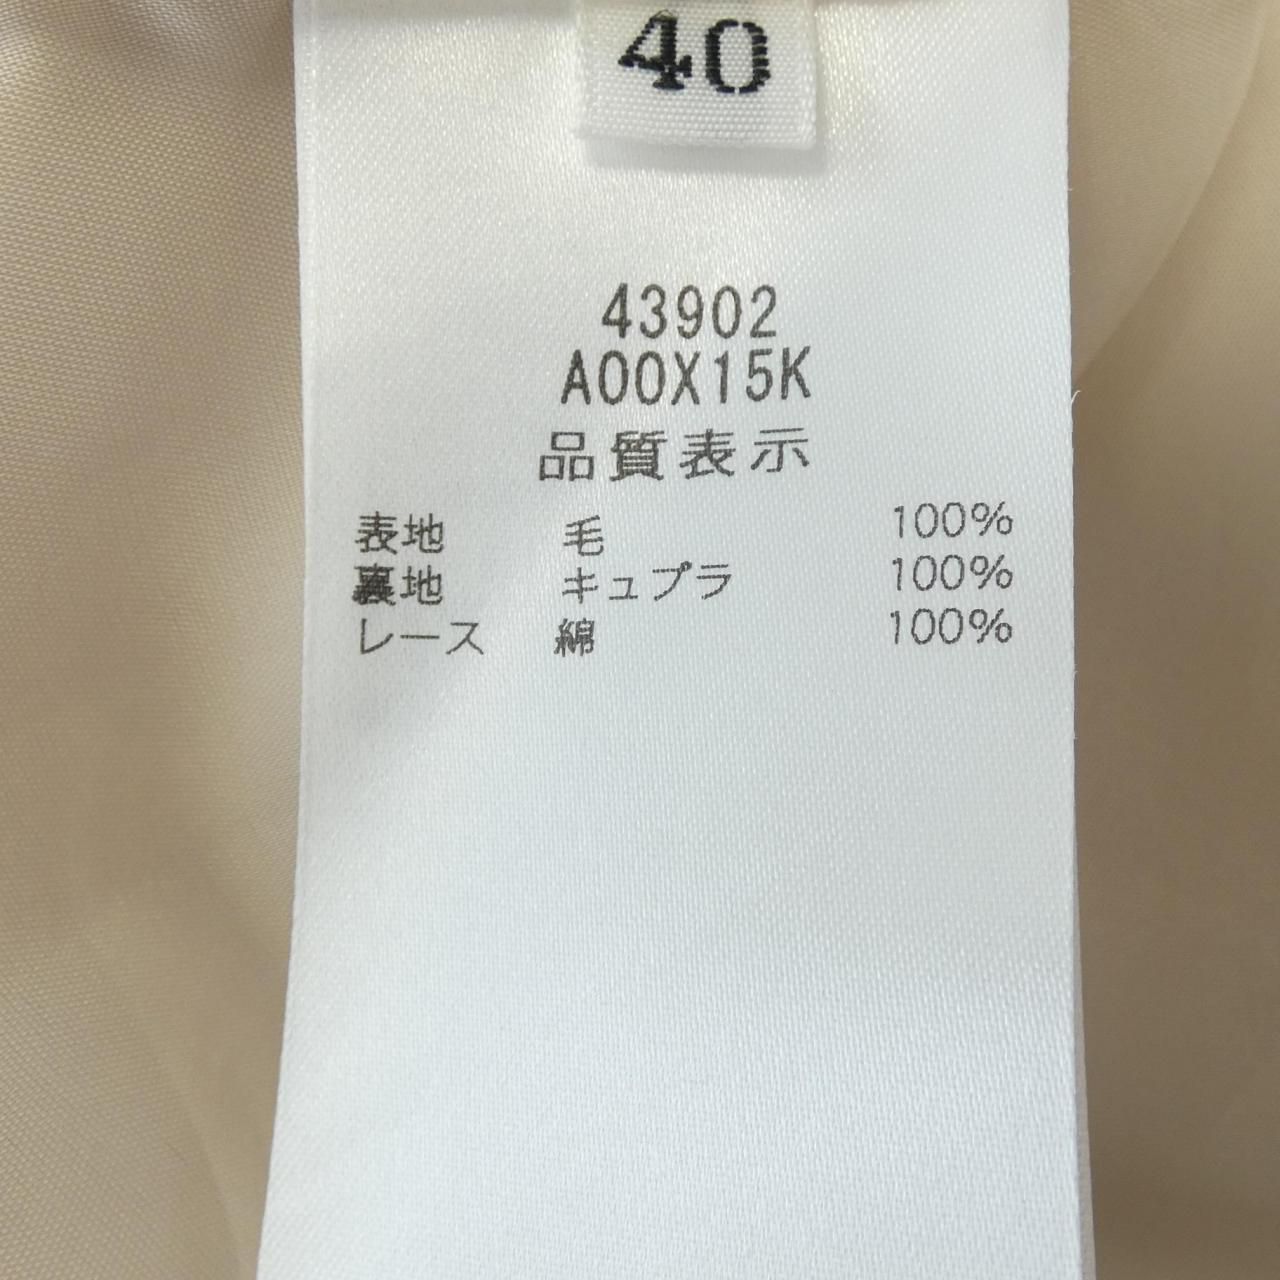 40
43902
A00X15K
品質表示
表地 毛 100%
裏地 キュプラ 100%
レース 綿 100%